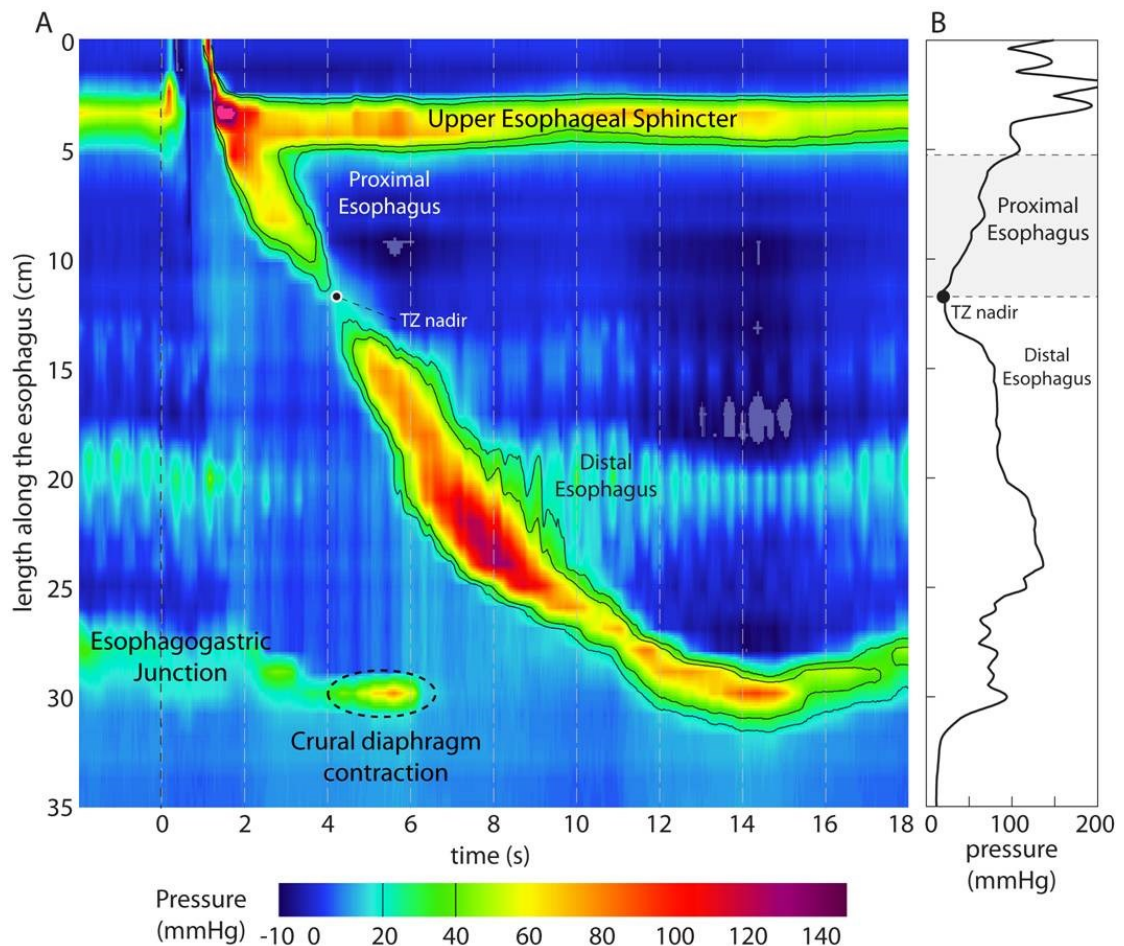 A
B
0
5
10
15
20
25
30
35
length along the esophagus (cm)
Upper Esophageal Sphincter
Proximal
Esophagus
TZ nadir
Distal
Esophagus
Esophagogastric
Junction
Crural diaphragm
contraction
0
2
4
6
8
10
12
14
16
18
time (s)
Proximal
Esophagus
TZ nadir
Distal
Esophagus
0
200
pressure
(mmHg)
Pressure
(mmHg)
-10
0
20
40
60
80
100
120
140